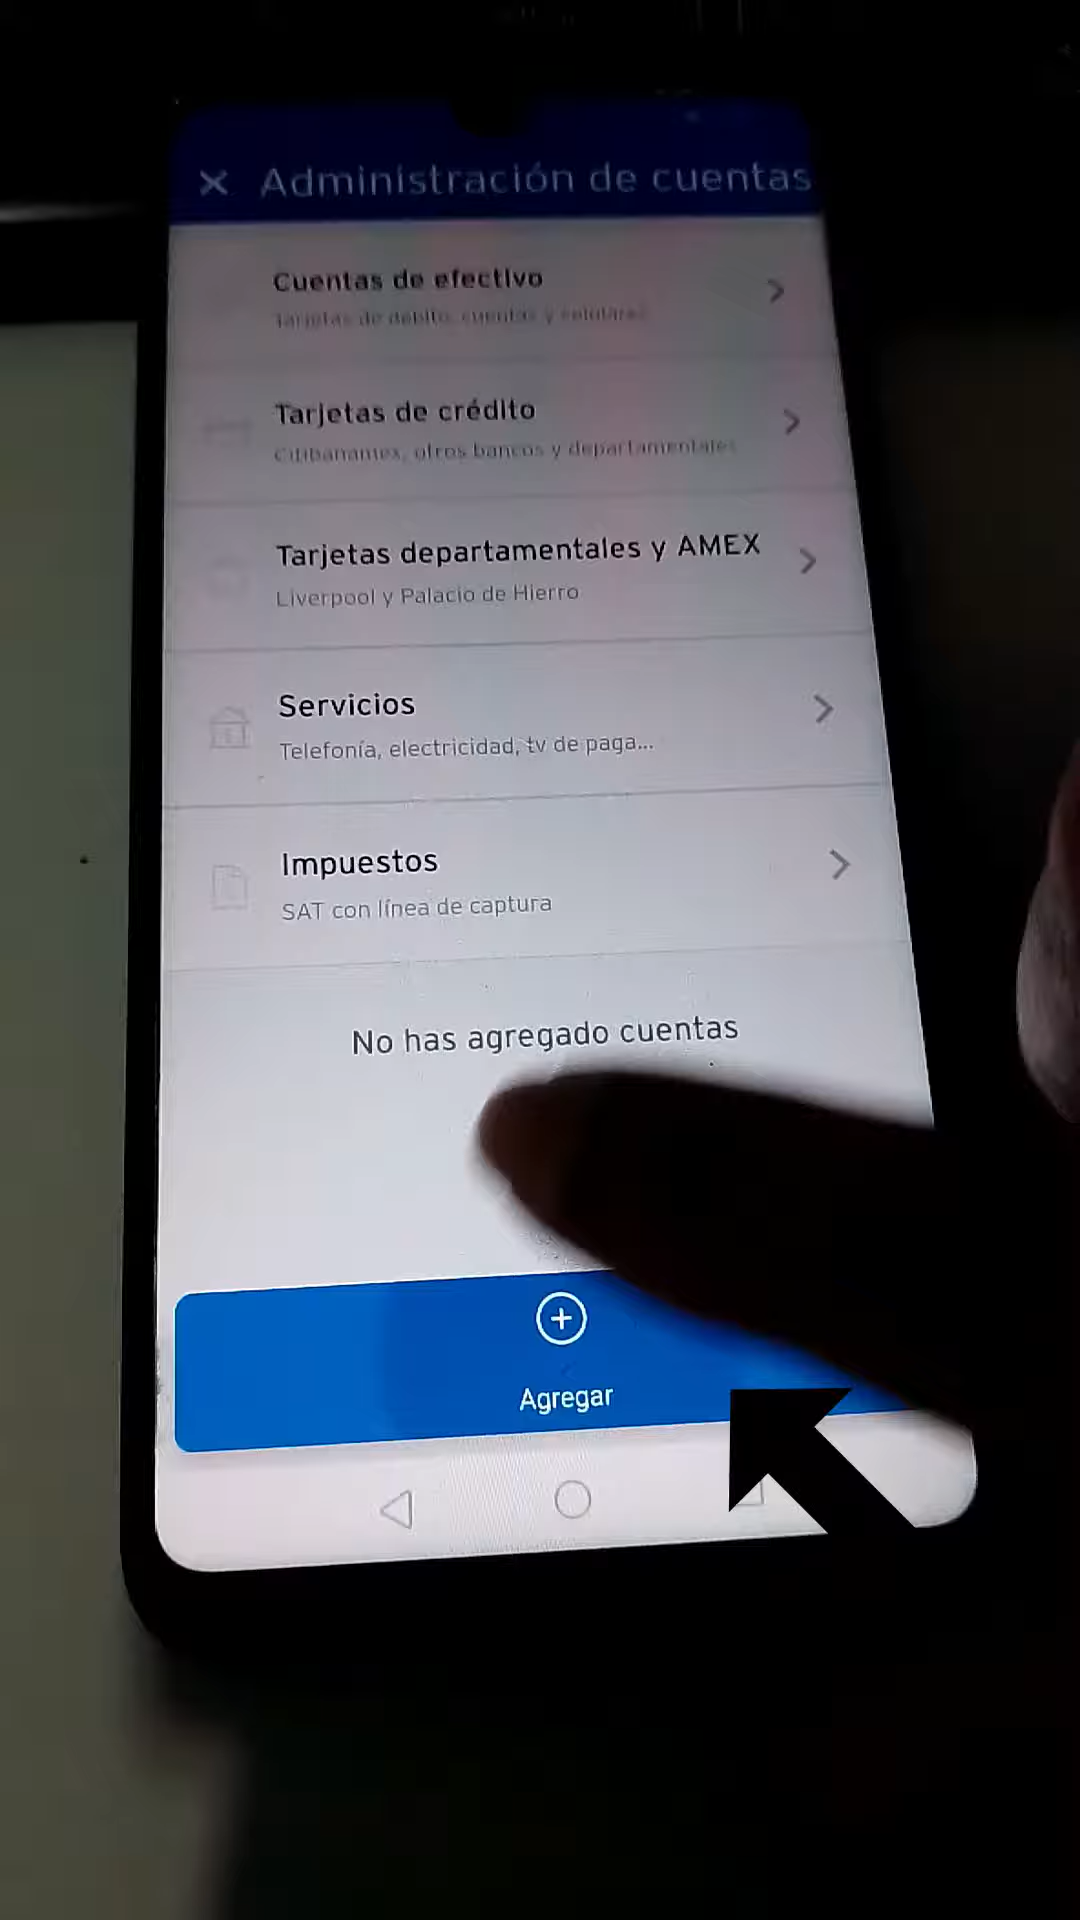 Administración de cuentas
Cuentas de efectivo
Tarjetas de débito, cuentas y celulares
Tarjetas de crédito
Citibanamex, otros bancos y departamentales
Tarjetas departamentales y AMEX
Liverpool y Palacio de Hierro
Servicios
Telefonía, electricidad, tv de paga...
Impuestos
SAT con línea de captura
No has agregado cuentas
Agregar